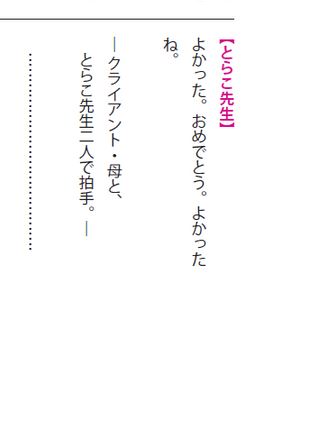 【とらこ先生】
よかった。おめでとう。よかった
ね。
―クライアント・母と、
とらこ先生二人で拍手。―
………………………………